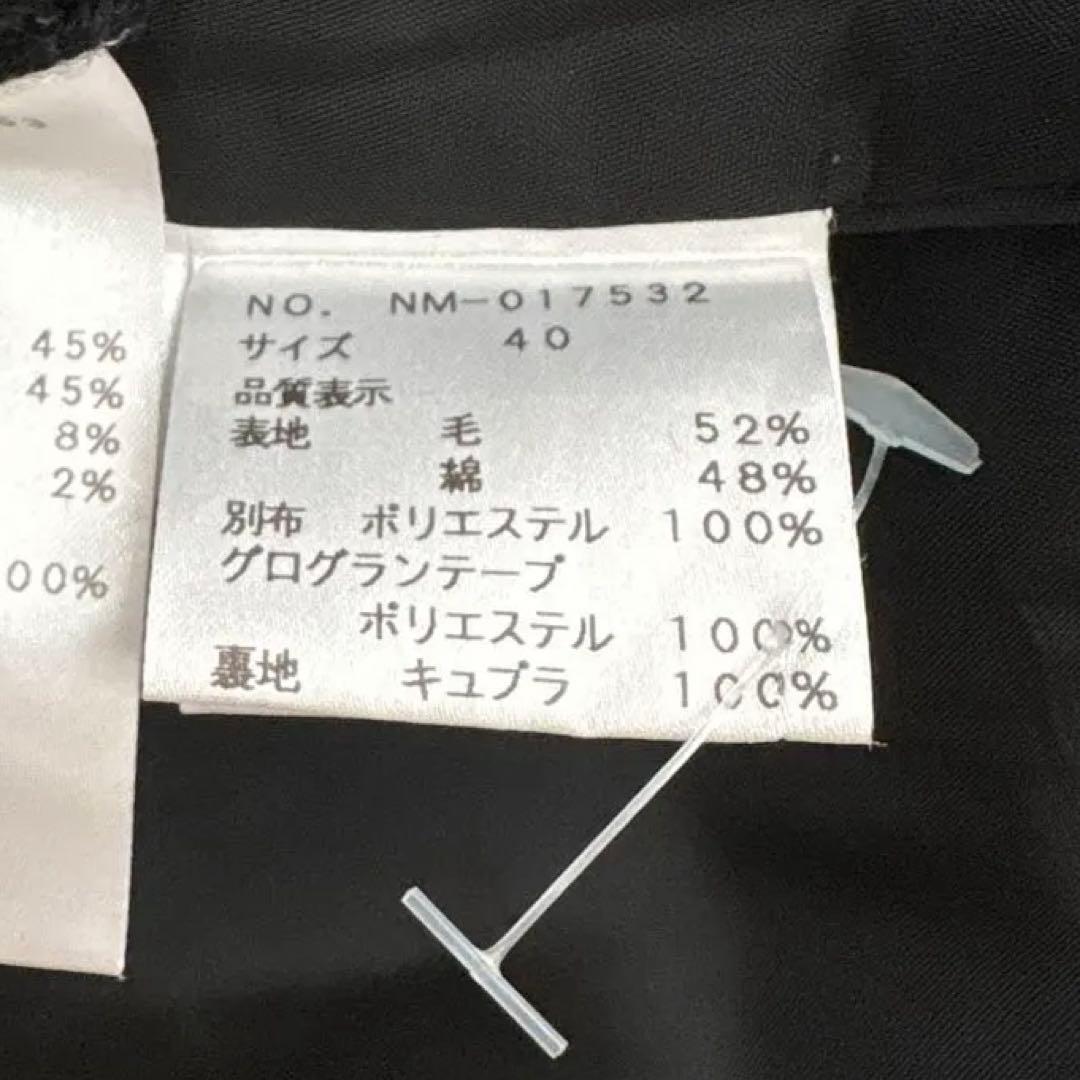 45%
45%
8%
2%
00%
NO. NM-017532
サイズ 40
品質表示
表地 毛 52%
綿 48%
別布 ポリエステル 100%
グログランテープ
ポリエステル 100%
裏地 キュプラ 100%